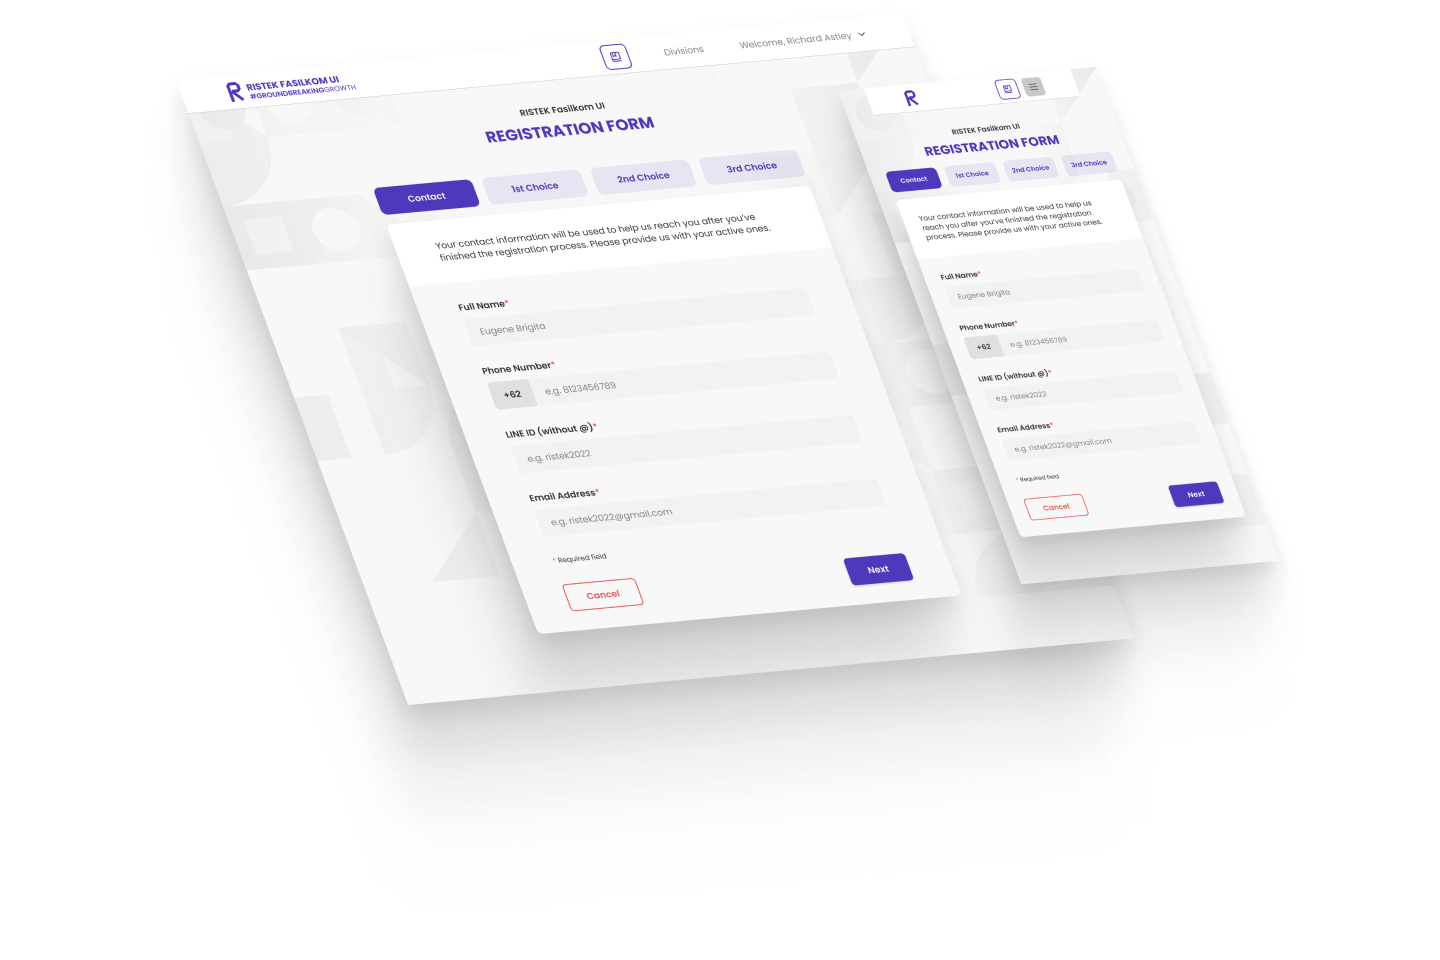 RISTEK FASILKOM UI
#GROUNDBREAKINGGROWTH
Divisions
Welcome, Richard Astley
RISTEK Fasilkom UI
REGISTRATION FORM
Contact
1st Choice
2nd Choice
3rd Choice
Your contact information will be used to help us reach you after you've
finished the registration process. Please provide us with your active ones.
Full Name*
Eugene Brigita
Phone Number*
+62
e.g. 8123456789
LINE ID (without @)*
e.g. ristek2022
Email Address*
e.g. ristek2022@gmail.com
* Required field
Cancel
Next
RISTEK Fasilkom UI
REGISTRATION FORM
Contact
1st Choice
2nd Choice
3rd Choice
Your contact information will be used to help us
reach you after you've finished the registration
process. Please provide us with your active ones.
Full Name*
Eugene Brigita
Phone Number*
+62
e.g. 8123456789
LINE ID (without @)*
e.g. ristek2022
Email Address*
e.g. ristek2022@gmail.com
* Required field
Cancel
Next